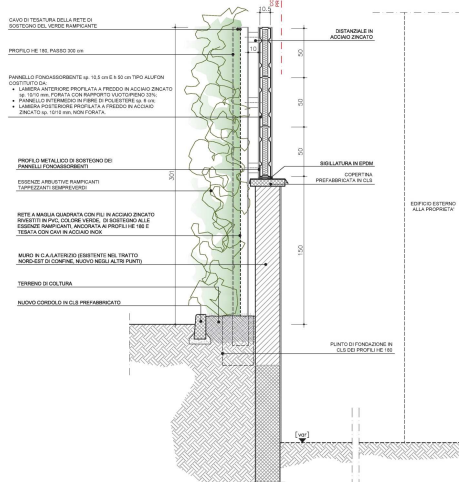 CAVO DI TESATURA DELLA RETE DI
SOSTEGNO DEL VERDE RAMPICANTE
PROFILO HE 180, PASSO 300 cm
PANNELLO FONOASSORBENTE sp. 10,5 cm E h 50 cm TIPO ALUFON
COSTITUITO DA:
• LAMIERA ANTERIORE PROFILATA A FREDDO IN ACCIAIO ZINCATO
sp. 10/10 mm, FORATA CON RAPPORTO VUOTO/PIENO 33%;
• PANNELLO INTERMEDIO IN FIBRE DI POLIESTERE sp. 6 cm;
• LAMIERA POSTERIORE PROFILATA A FREDDO IN ACCIAIO
ZINCATO sp. 10/10 mm, NON FORATA.
PROFILO METALLICO DI SOSTEGNO DEI
PANNELLI FONOASSORBENTI
ESSENZE ARBUSTIVE RAMPICANTI
TAPPEZZANTI SEMPREVERDI
RETE A MAGLIA QUADRATA CON FILI IN ACCIAIO ZINCATO
RIVESTITI IN PVC, COLORE VERDE, DI SOSTEGNO ALLE
ESSENZE RAMPICANTI, ANCORATA AI PROFILI HE 180 E
TESATA CON CAVI IN ACCIAIO INOX
MURO IN C.A./LATERIZIO (ESISTENTE NEL TRATTO
NORD-EST DI CONFINE, NUOVO NEGLI ALTRI PUNTI)
TERRENO DI COLTURA
NUOVO CORDOLO IN CLS PREFABBRICATO
301
10,5
10
DISTANZIALE IN
ACCIAIO ZINCATO
50
50
50
SIGILLATURA IN EPDM
COPERTINA
PREFABBRICATA IN CLS
150
EDIFICIO ESTERNO
ALLA PROPRIETA'
PUNTO DI FONDAZIONE IN
CLS DEI PROFILI HE 180
[var]